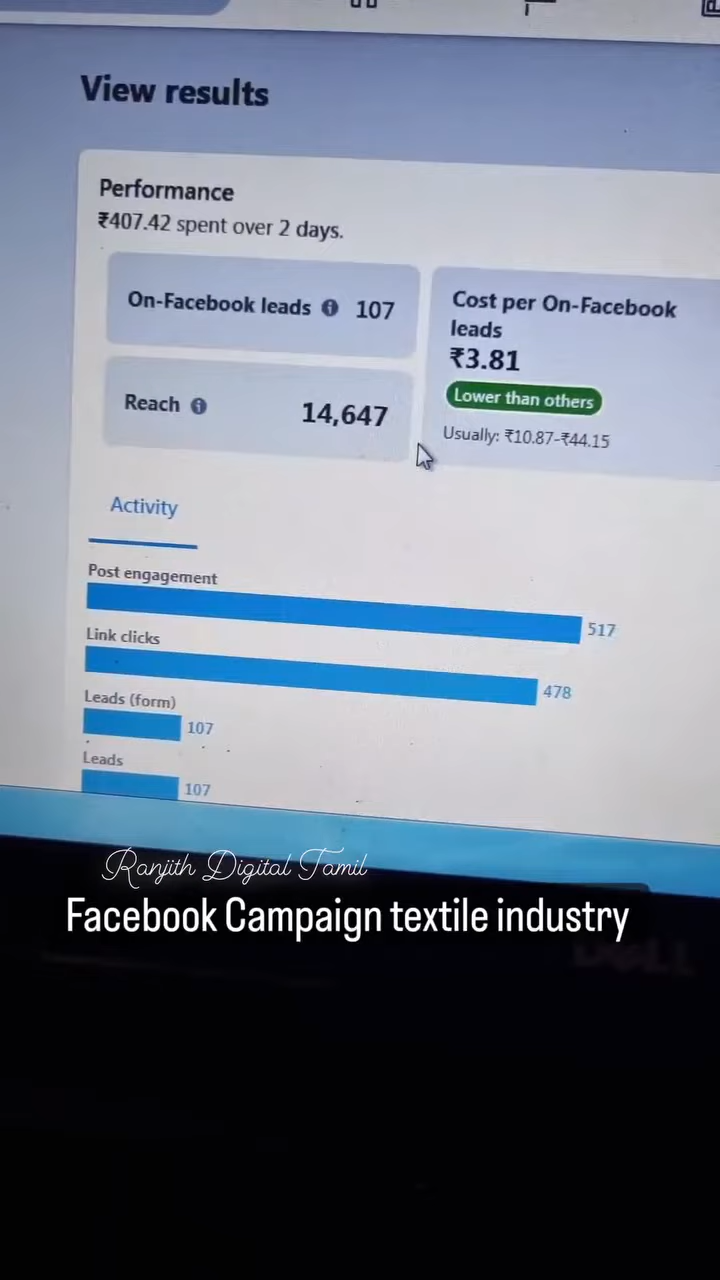 View results
Performance
₹407.42 spent over 2 days.
On-Facebook leads 107
Cost per On-Facebook
leads
₹3.81
Lower than others
Usually: ₹10.87-₹44.15
Reach 14,647
Activity
Post engagement
517
Link clicks
478
Leads (form)
107
Leads
107
Ranjith Digital Tamil
Facebook Campaign textile industry
DELL